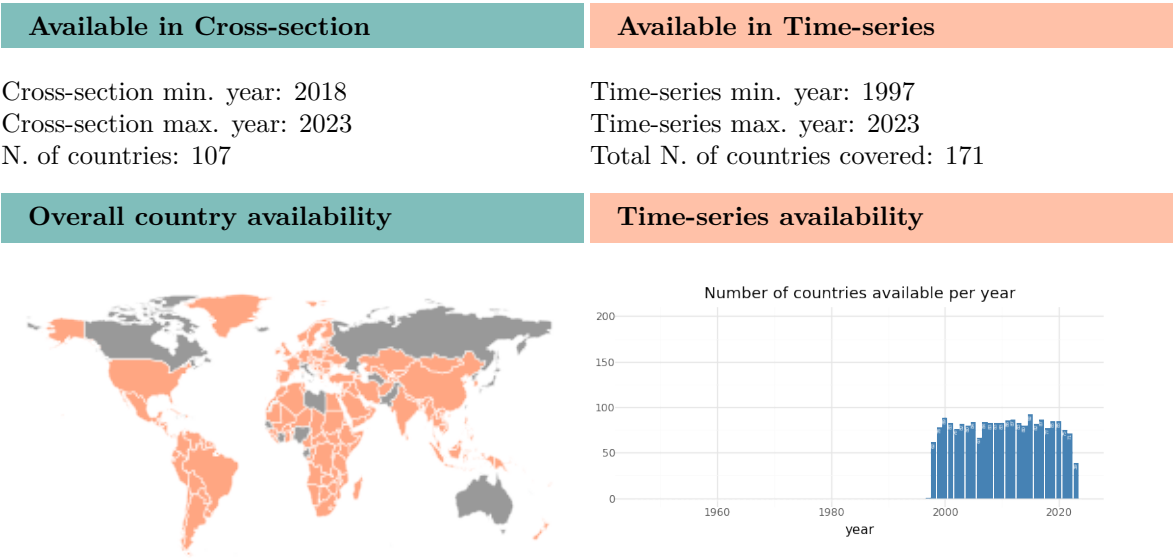 Available in Cross-section
Available in Time-series
Cross-section min. year: 2018
Cross-section max. year: 2023
N. of countries: 107
Time-series min. year: 1997
Time-series max. year: 2023
Total N. of countries covered: 171
Overall country availability
Time-series availability
Number of countries available per year
200
150
100
50
0
1960
1980
2000
2020
year